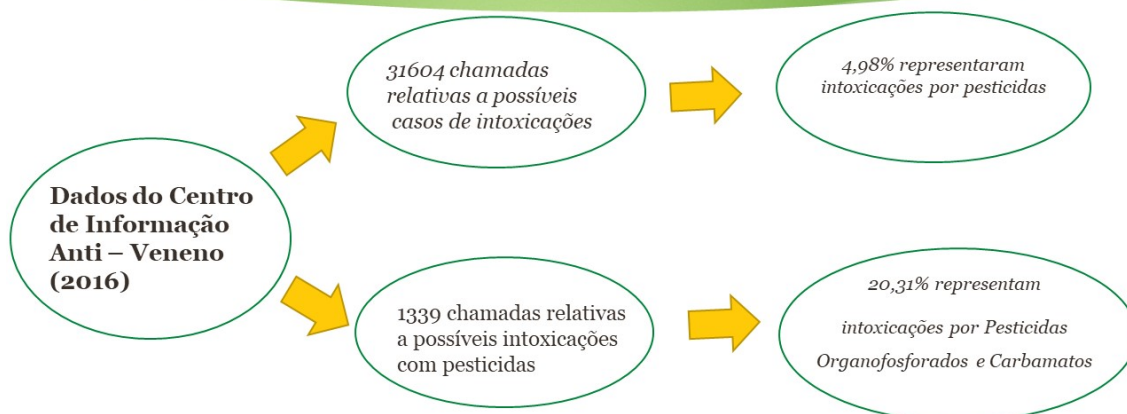 Dados do Centro
de Informação
Anti – Veneno
(2016)
31604 chamadas
relativas a possíveis
casos de intoxicações
4,98% representaram
intoxicações por pesticidas
1339 chamadas relativas
a possíveis intoxicações
com pesticidas
20,31% representam
intoxicações por Pesticidas
Organofosforados e Carbamatos